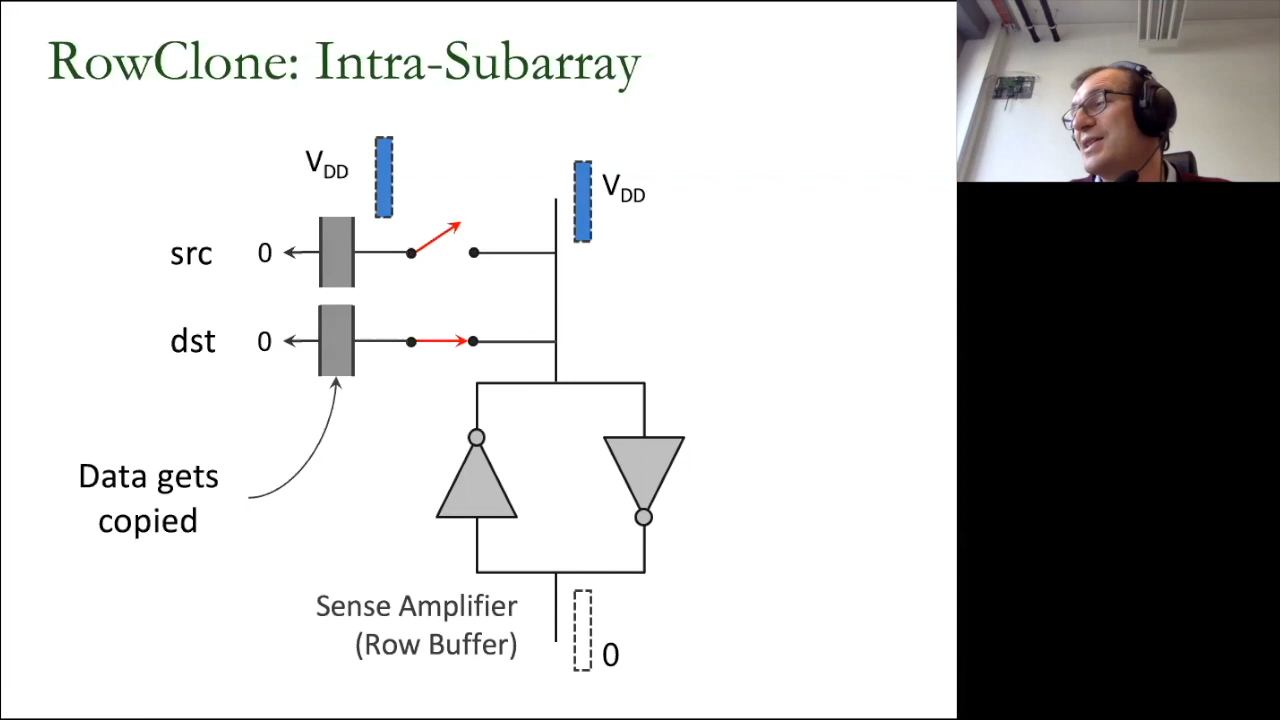 RowClone: Intra-Subarray
VDD
VDD
src
0
dst
0
Data gets
copied
Sense Amplifier
(Row Buffer)
0